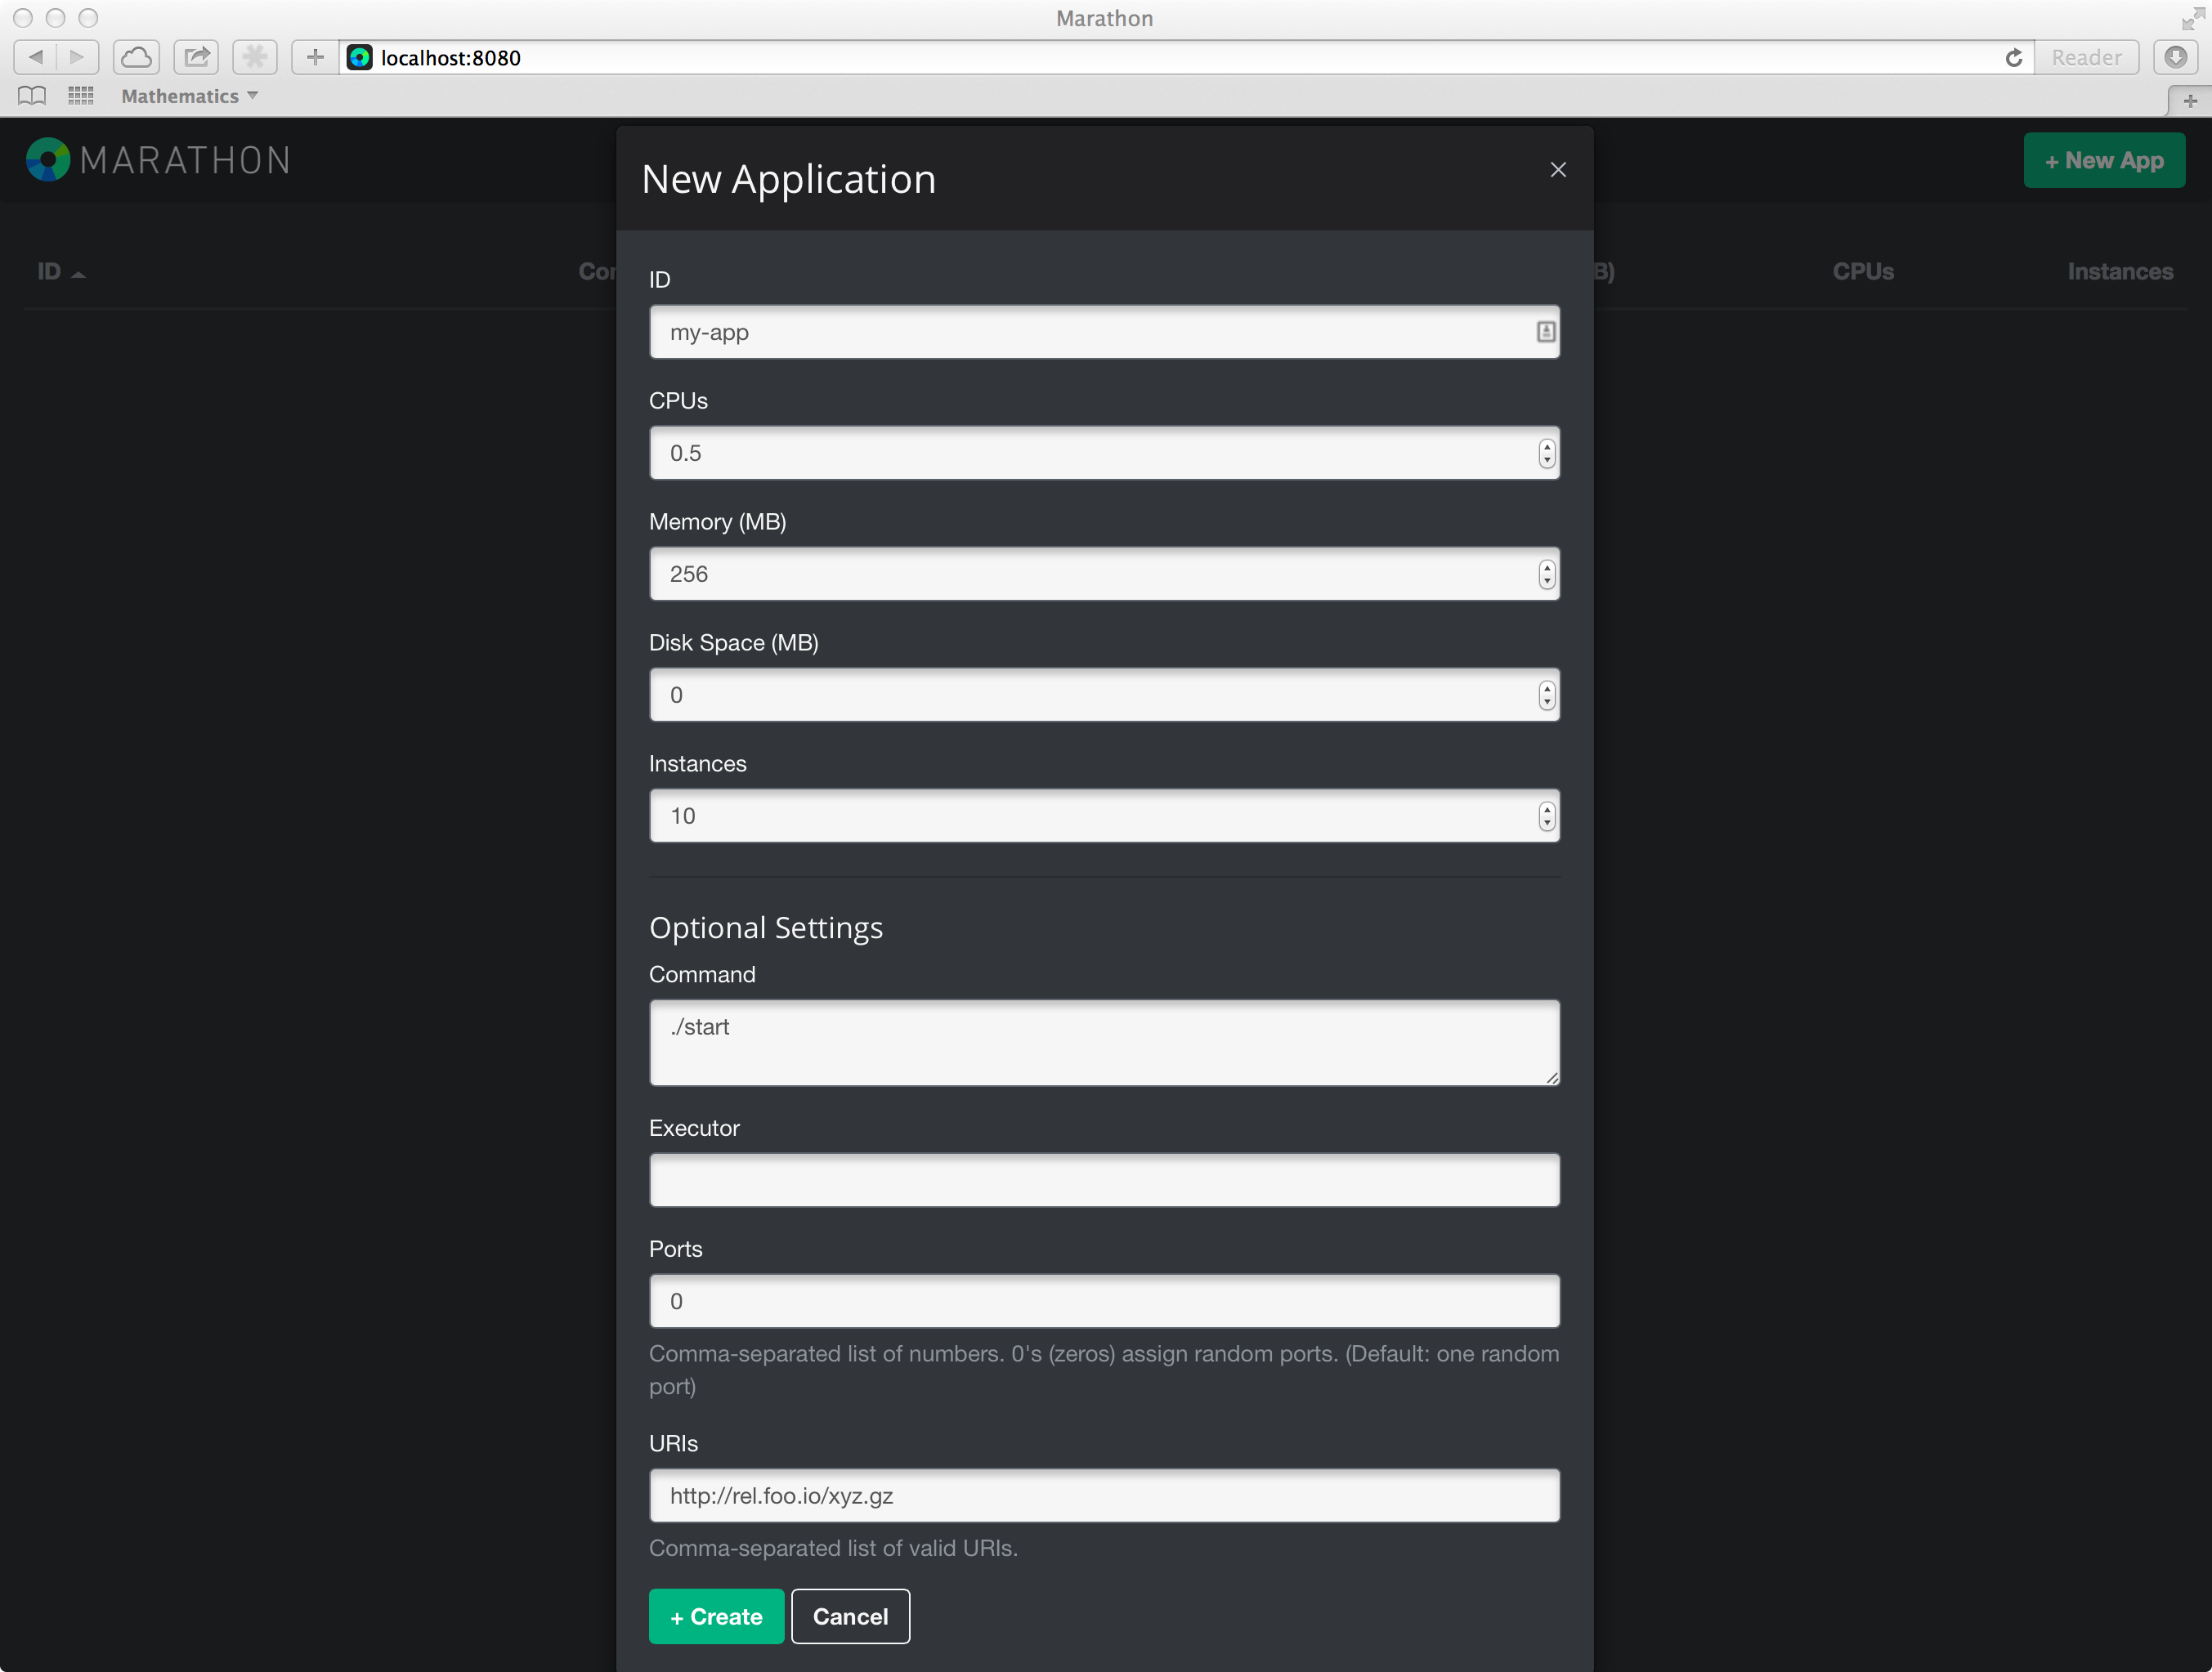 Marathon
localhost:8080
Reader
Mathematics
MARATHON
+ New App
New Application
ID
CPUs
Instances
ID
my-app
CPUs
0.5
Memory (MB)
256
Disk Space (MB)
0
Instances
10
Optional Settings
Command
./start
Executor
Ports
0
Comma-separated list of numbers. 0's (zeros) assign random ports. (Default: one random
port)
URIs
http://rel.foo.io/xyz.gz
Comma-separated list of valid URIs.
+ Create
Cancel